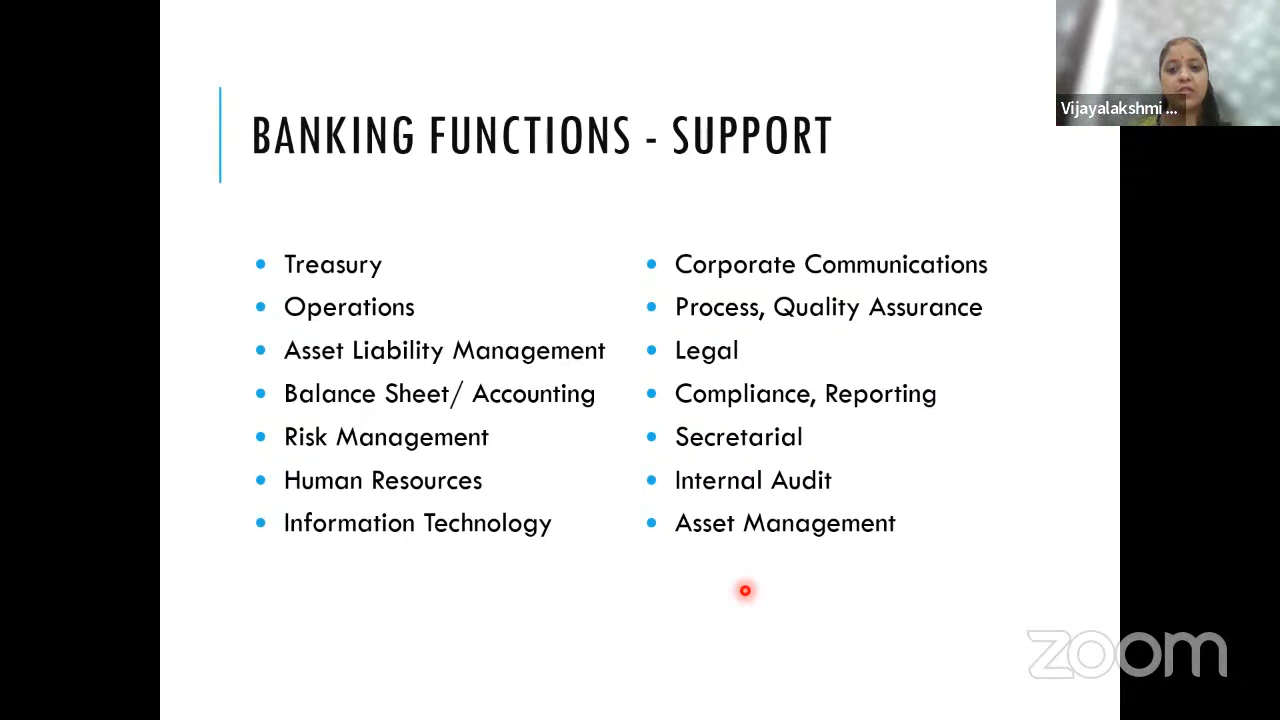 Vijayalakshmi ...
BANKING FUNCTIONS - SUPPORT
Treasury
Operations
Asset Liability Management
Balance Sheet/ Accounting
Risk Management
Human Resources
Information Technology
Corporate Communications
Process, Quality Assurance
Legal
Compliance, Reporting
Secretarial
Internal Audit
Asset Management
zoom